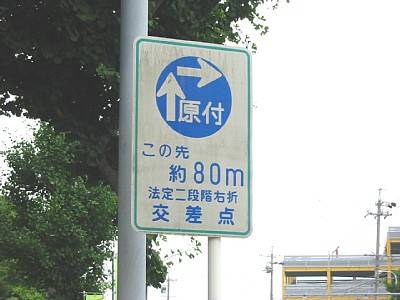 原付
この先
約80m
法定二段階右折
交差点